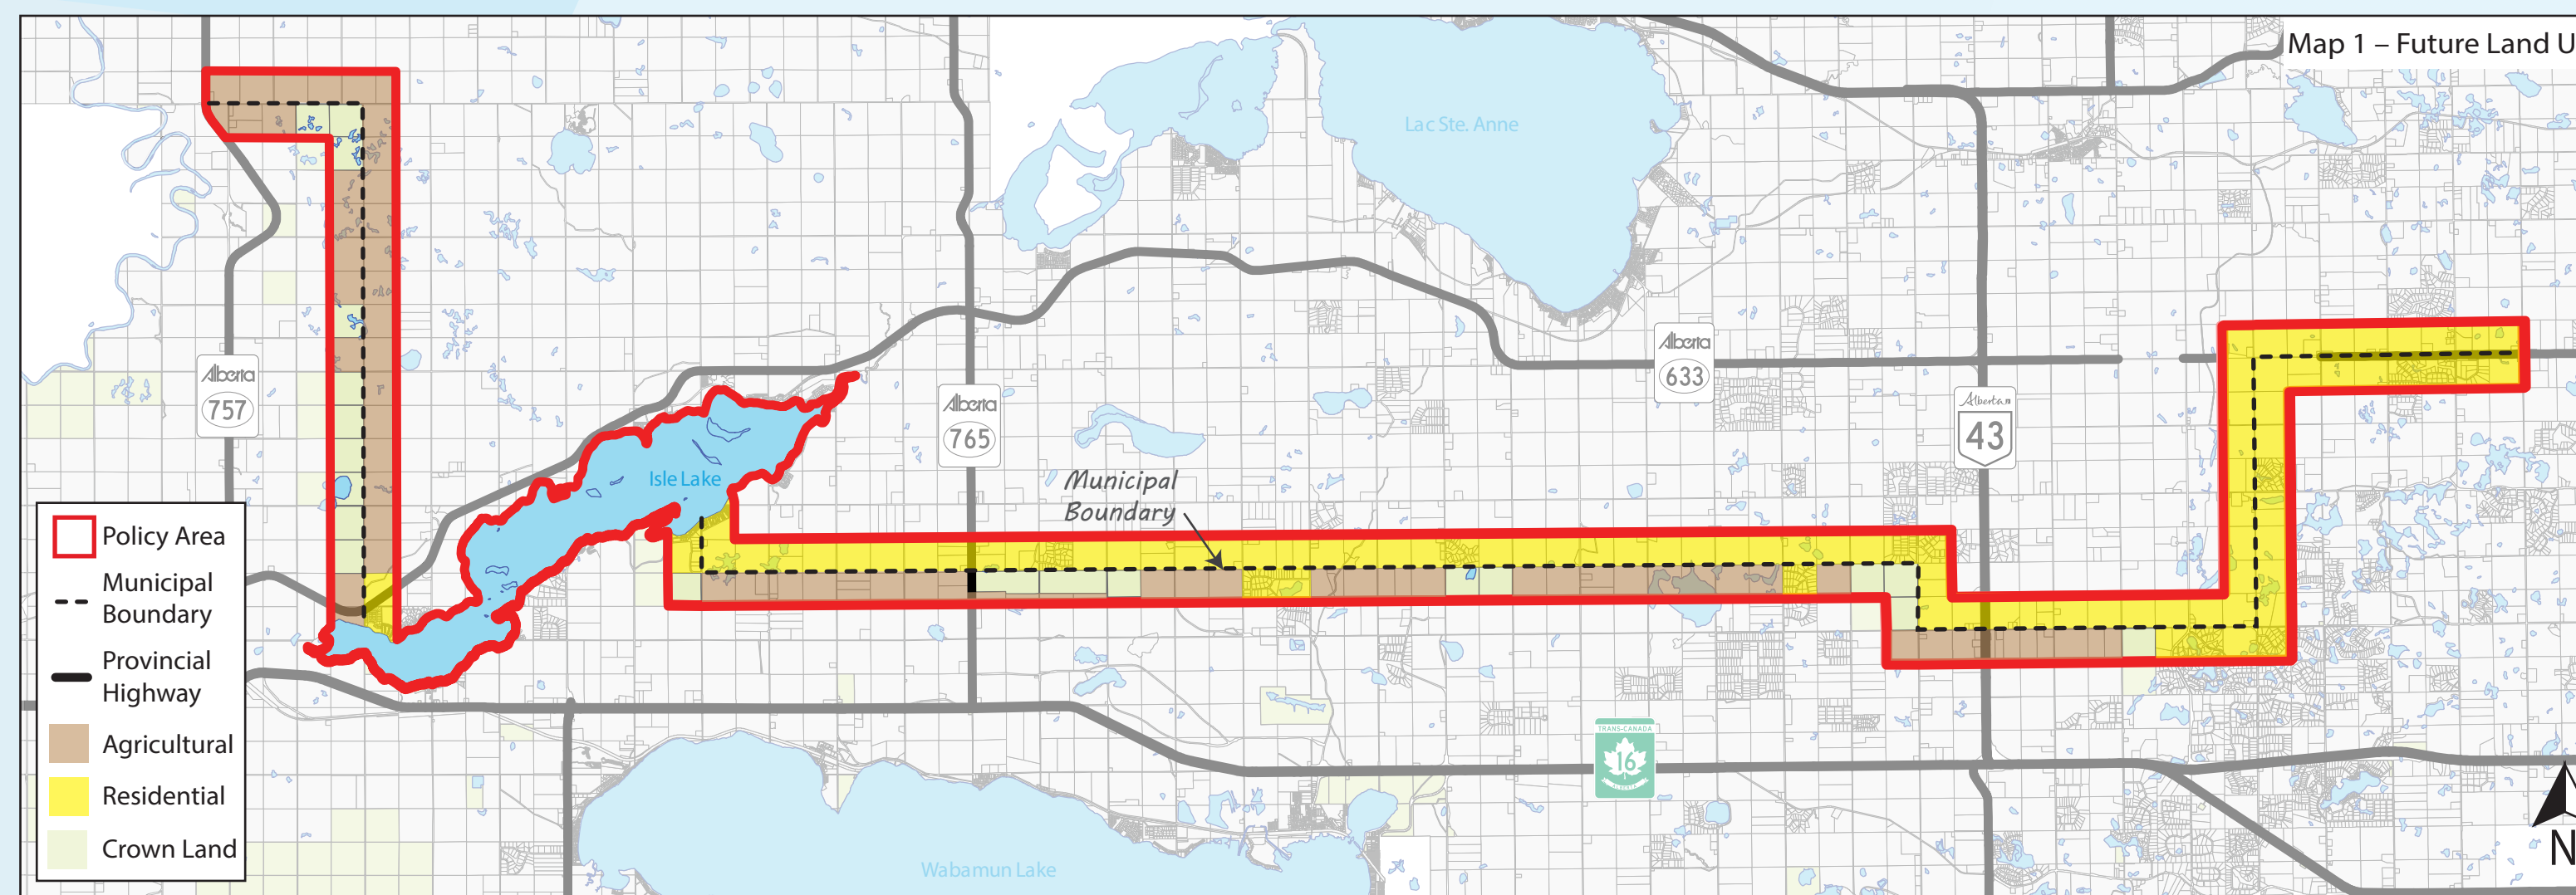 Map 1 – Future Land U
Lac Ste. Anne
Alberta
633
Alberta
757
Alberta
765
Alberta
43
Isle Lake
Municipal
Boundary
Policy Area
Municipal
Boundary
Provincial
Highway
Agricultural
Residential
Crown Land
TRANS-CANADA
16
ALBERTA
Wabamun Lake
N